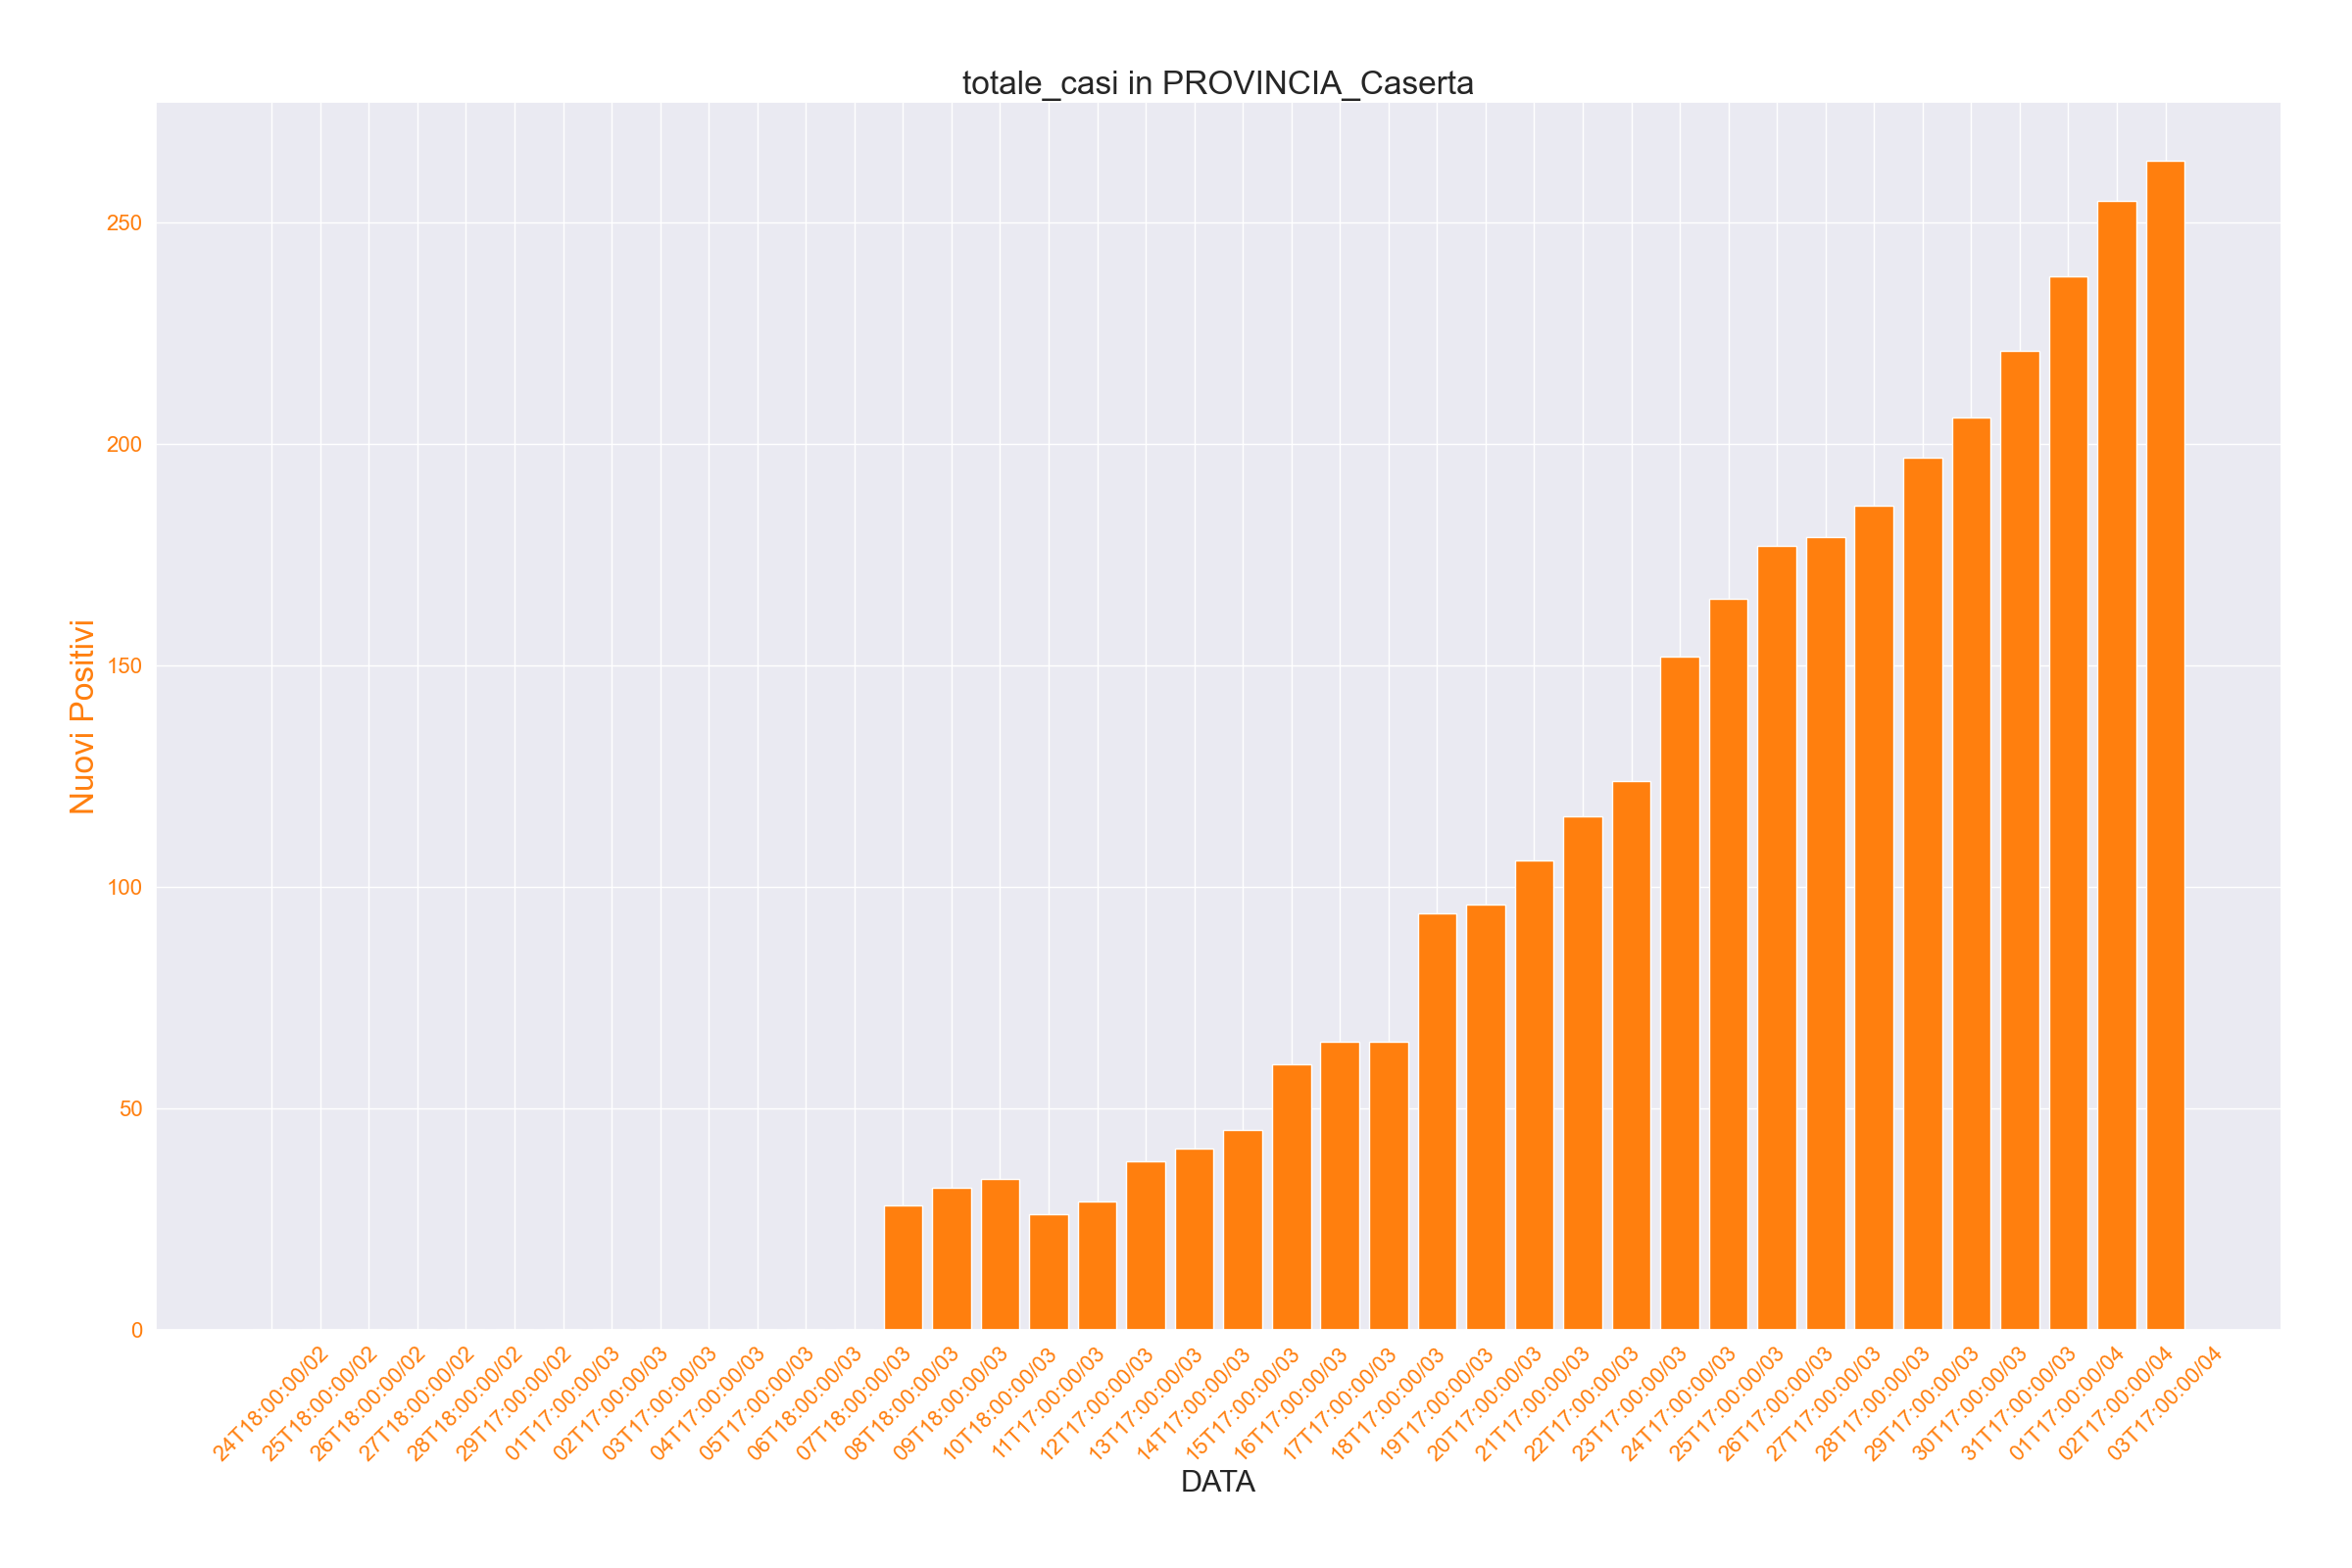 totale_casi in PROVINCIA_Caserta
Nuovi Positivi
250
200
150
100
50
0
24T18:00:00/02
25T18:00:00/02
26T18:00:00/02
27T18:00:00/02
28T18:00:00/02
29T17:00:00/02
01T17:00:00/03
02T17:00:00/03
03T17:00:00/03
04T17:00:00/03
05T17:00:00/03
06T18:00:00/03
07T18:00:00/03
08T18:00:00/03
09T18:00:00/03
10T18:00:00/03
11T17:00:00/03
12T17:00:00/03
13T17:00:00/03
14T17:00:00/03
15T17:00:00/03
16T17:00:00/03
17T17:00:00/03
18T17:00:00/03
19T17:00:00/03
20T17:00:00/03
21T17:00:00/03
22T17:00:00/03
23T17:00:00/03
24T17:00:00/03
25T17:00:00/03
26T17:00:00/03
27T17:00:00/03
28T17:00:00/03
29T17:00:00/03
30T17:00:00/03
31T17:00:00/03
01T17:00:00/04
02T17:00:00/04
03T17:00:00/04
DATA